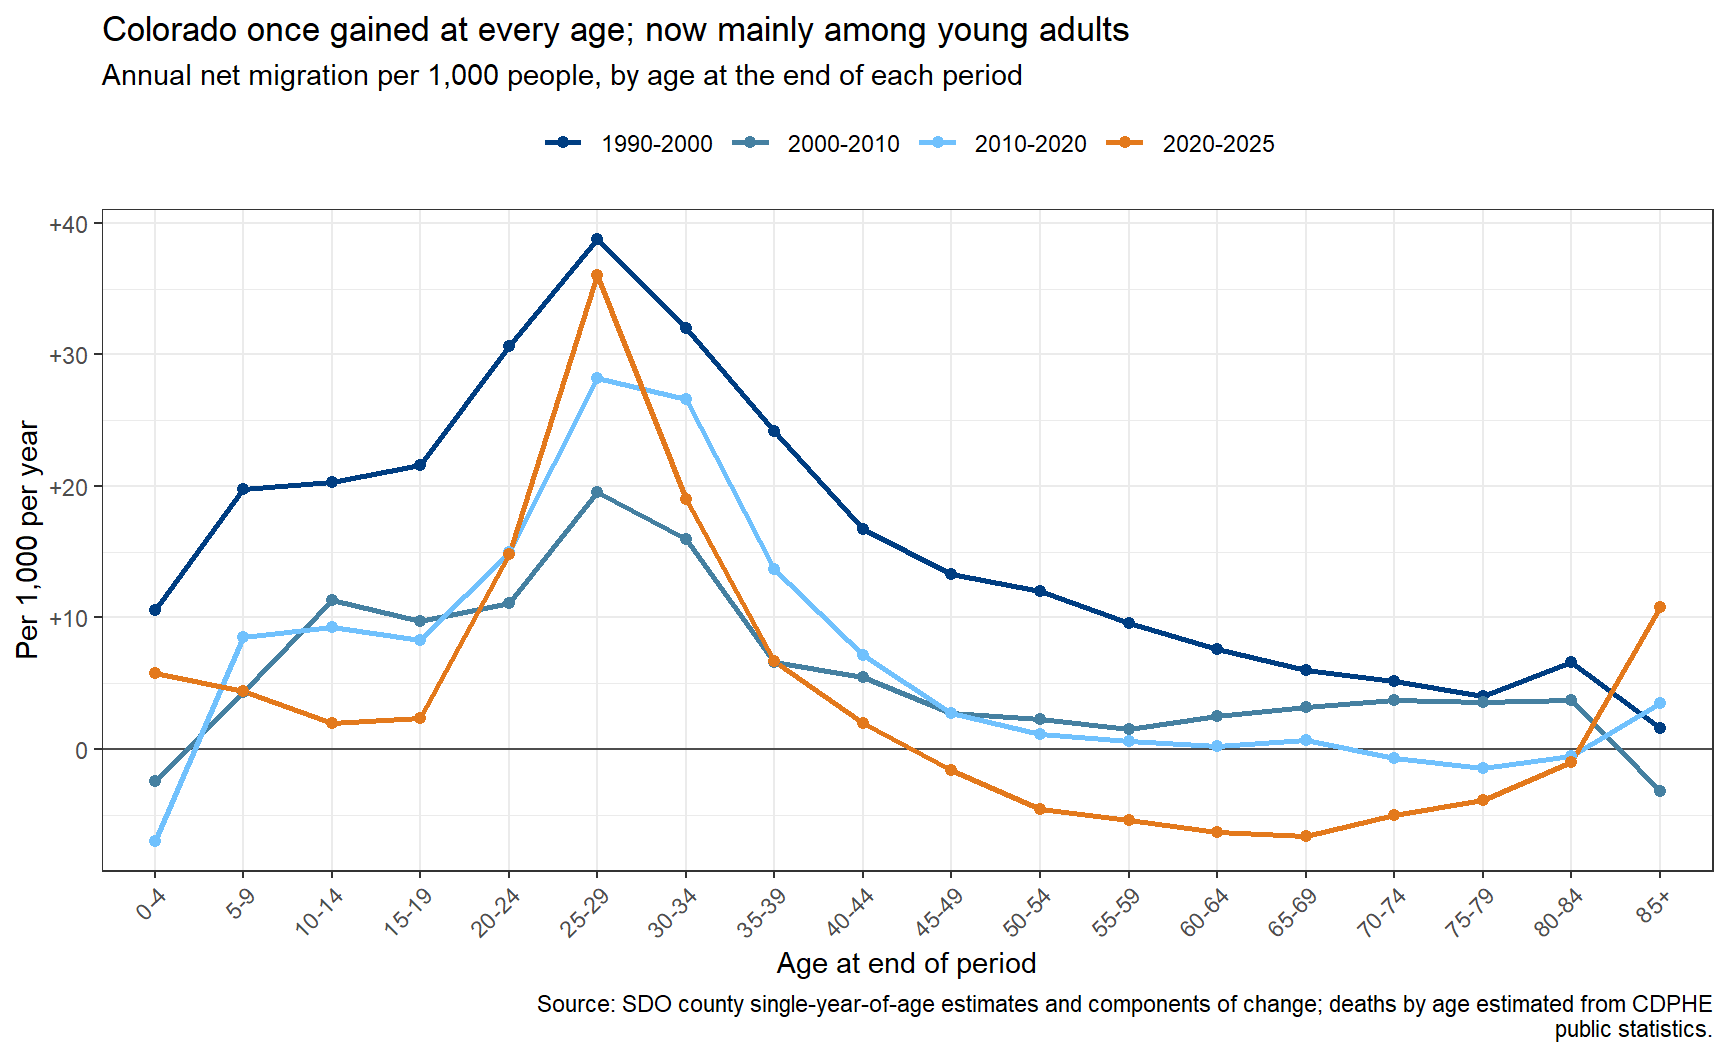 Colorado once gained at every age; now mainly among young adults
Annual net migration per 1,000 people, by age at the end of each period
1990-2000 2000-2010 2010-2020 2020-2025
Per 1,000 per year
+40
+30
+20
+10
0
0-4 5-9 10-14 15-19 20-24 25-29 30-34 35-39 40-44 45-49 50-54 55-59 60-64 65-69 70-74 75-79 80-84 85+
Age at end of period
Source: SDO county single-year-of-age estimates and components of change; deaths by age estimated from CDPHE
public statistics.